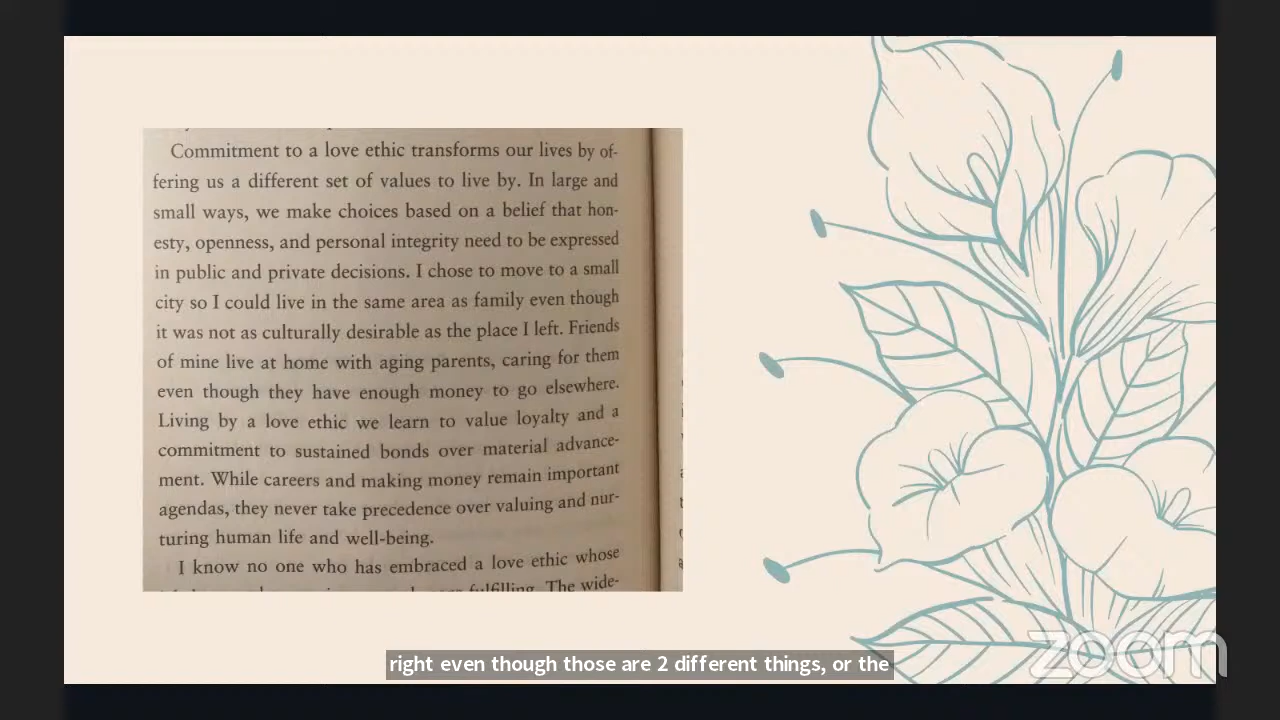 Commitment to a love ethic transforms our lives by of-
fering us a different set of values to live by. In large and
small ways, we make choices based on a belief that hon-
esty, openness, and personal integrity need to be expressed
in public and private decisions. I chose to move to a small
city so I could live in the same area as family even though
it was not as culturally desirable as the place I left. Friends
of mine live at home with aging parents, caring for them
even though they have enough money to go elsewhere.
Living by a love ethic we learn to value loyalty and a
commitment to sustained bonds over material advance-
ment. While careers and making money remain important
agendas, they never take precedence over valuing and nur-
turing human life and well-being.
I know no one who has embraced a love ethic whose
fulfilling. The wide-
right even though those are 2 different things, or the
zoom